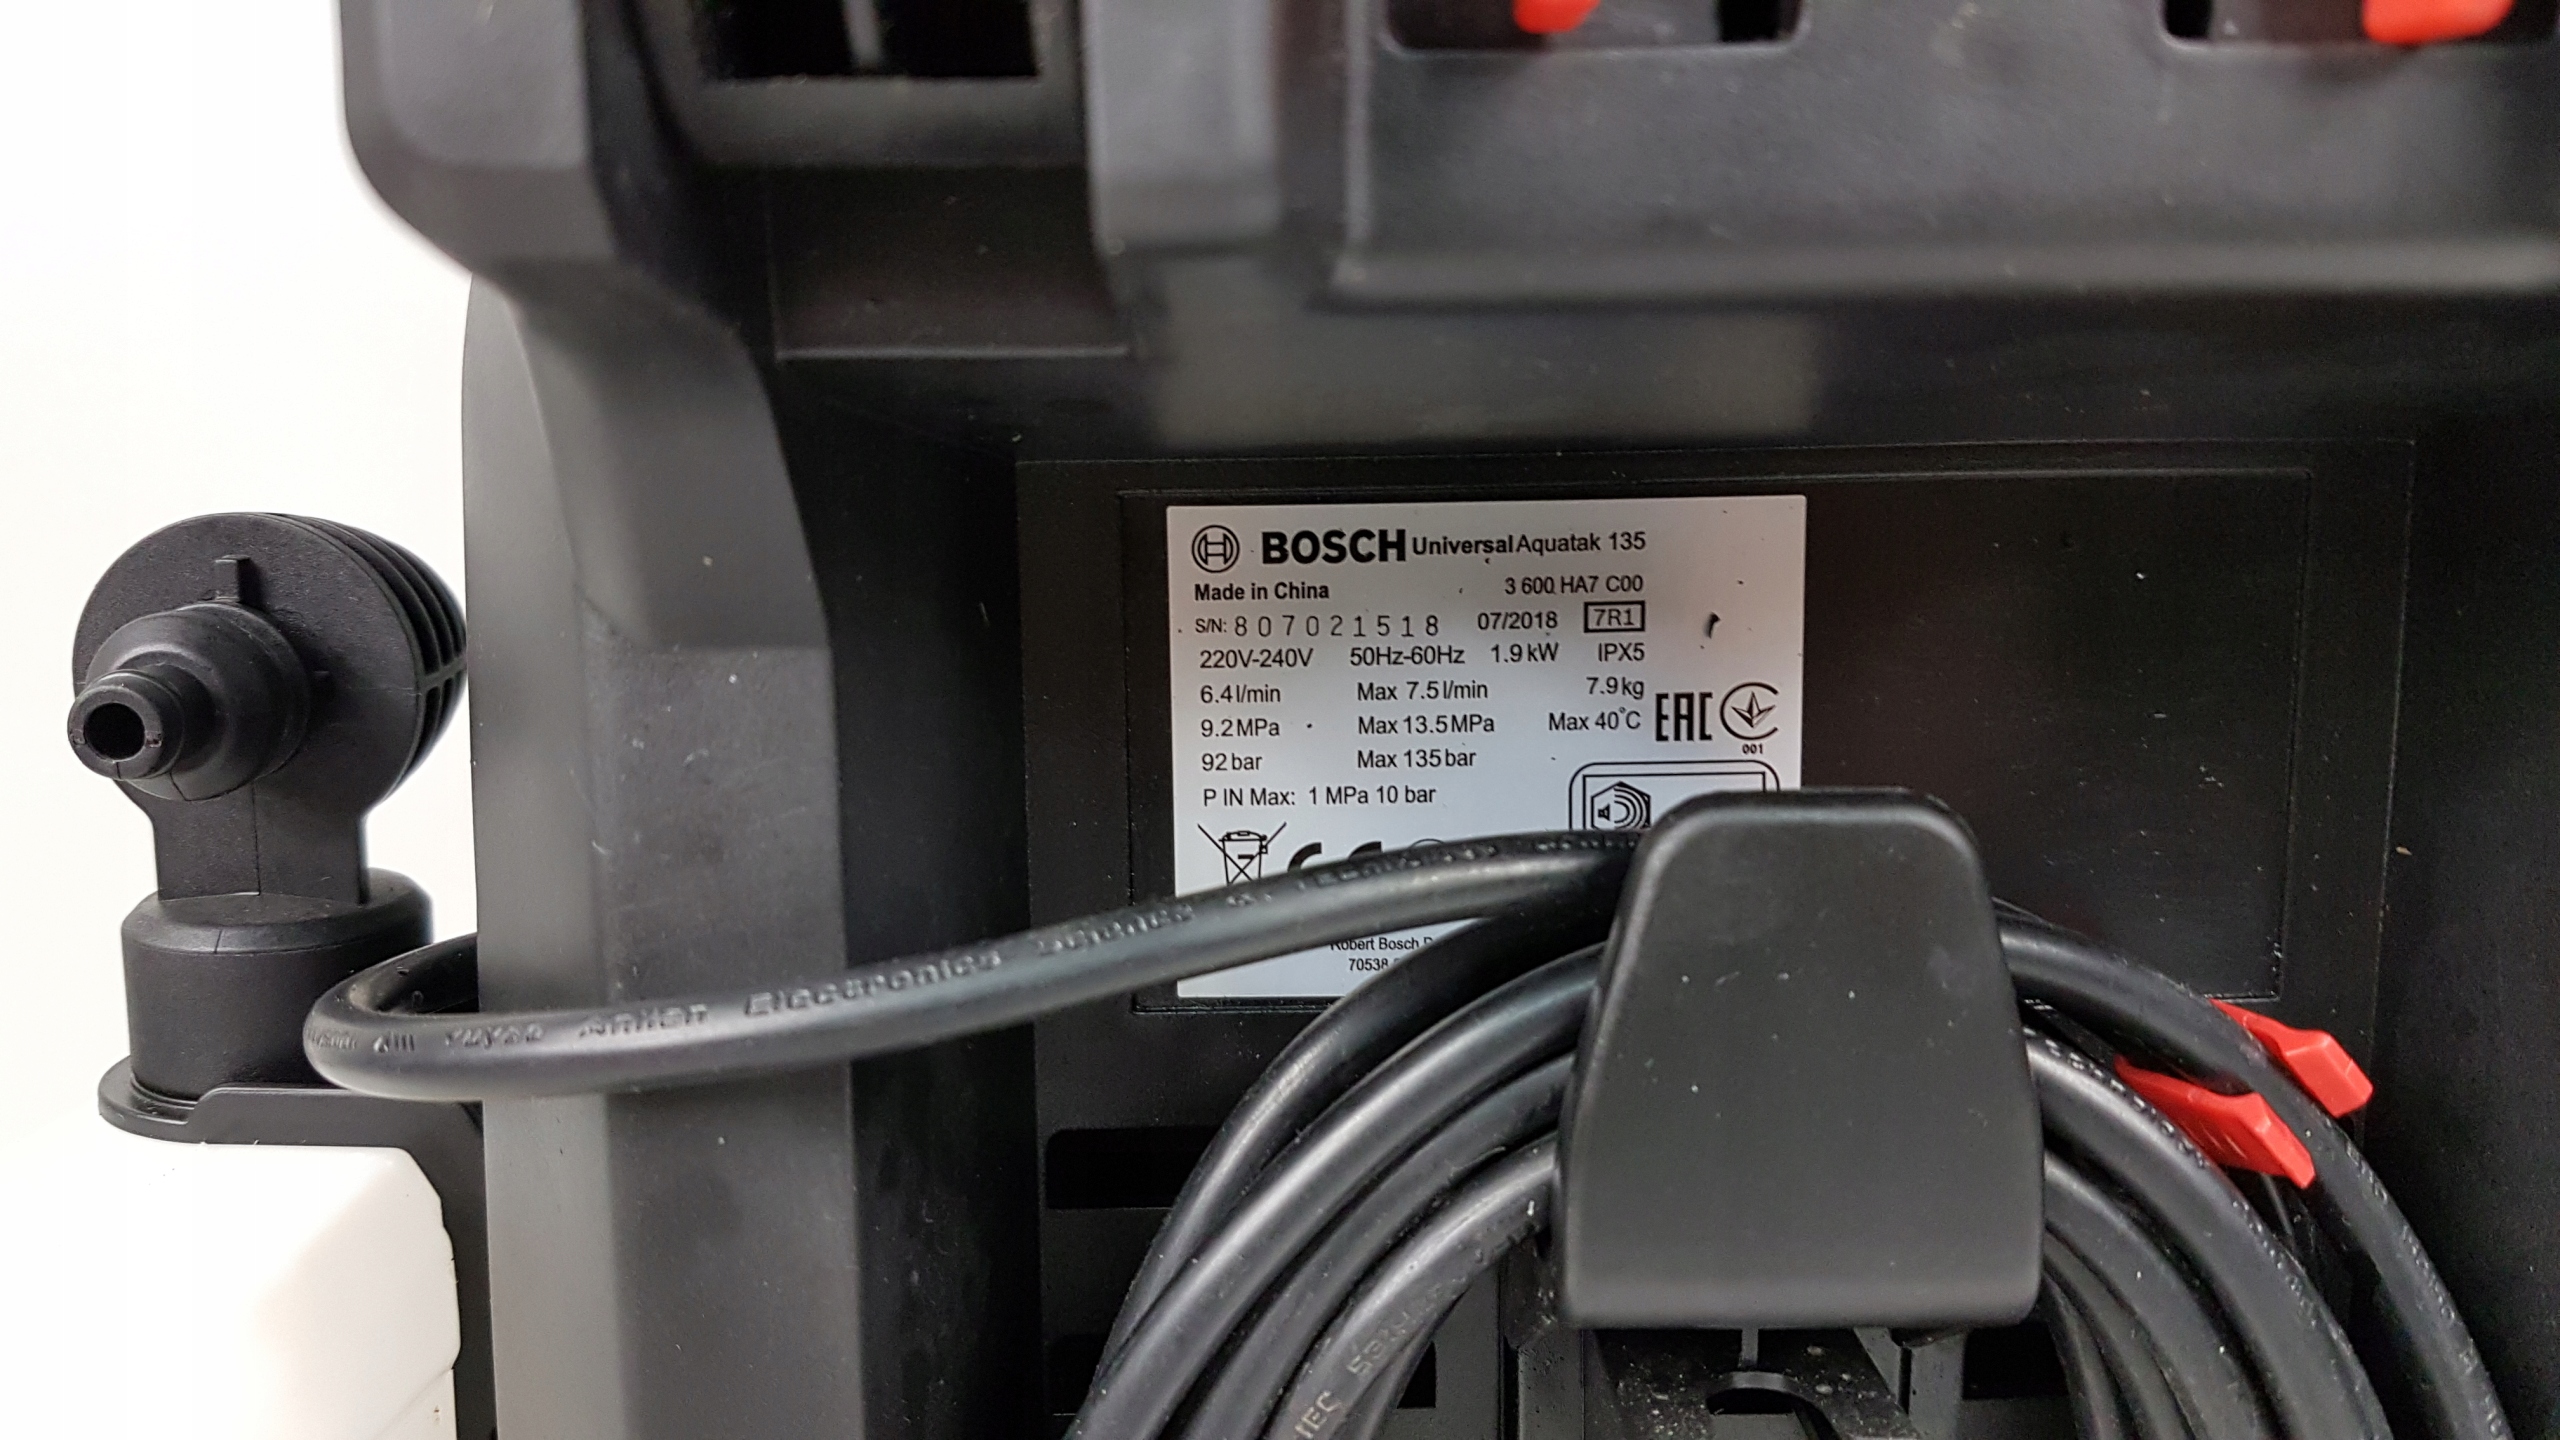 BOSCH UniversalAquatak 135
Made in China 3 600 HA7 C00
S/N: 807021518 07/2018 7R1
220V-240V 50Hz-60Hz 1.9 kW IPX5
6.4 l/min Max 7.5 l/min 7.9 kg
9.2 MPa Max 13.5 MPa Max 40°C EAC
001
92 bar Max 135 bar
P IN Max: 1 MPa 10 bar
Robert Bosch
70538
Electronics
IEC